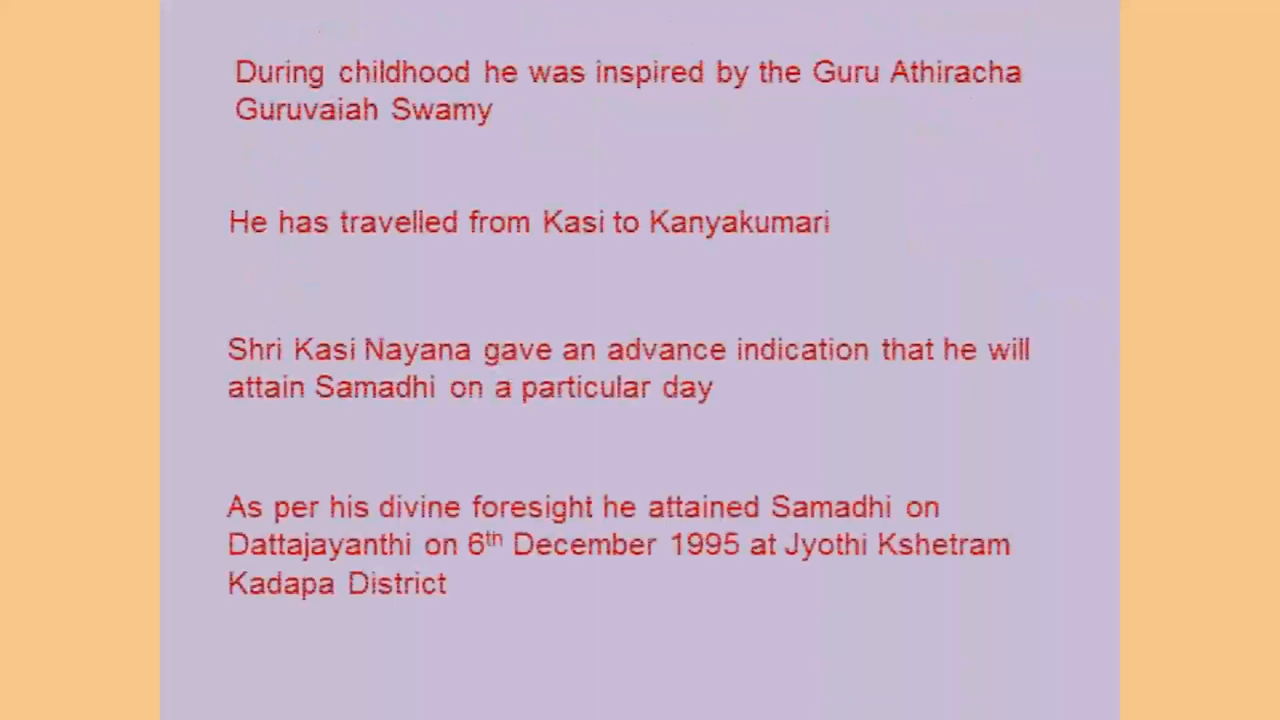 During childhood he was inspired by the Guru Athiracha
Guruvaiah Swamy
He has travelled from Kasi to Kanyakumari
Shri Kasi Nayana gave an advance indication that he will
attain Samadhi on a particular day
As per his divine foresight he attained Samadhi on
Dattajayanthi on 6th December 1995 at Jyothi Kshetram
Kadapa District